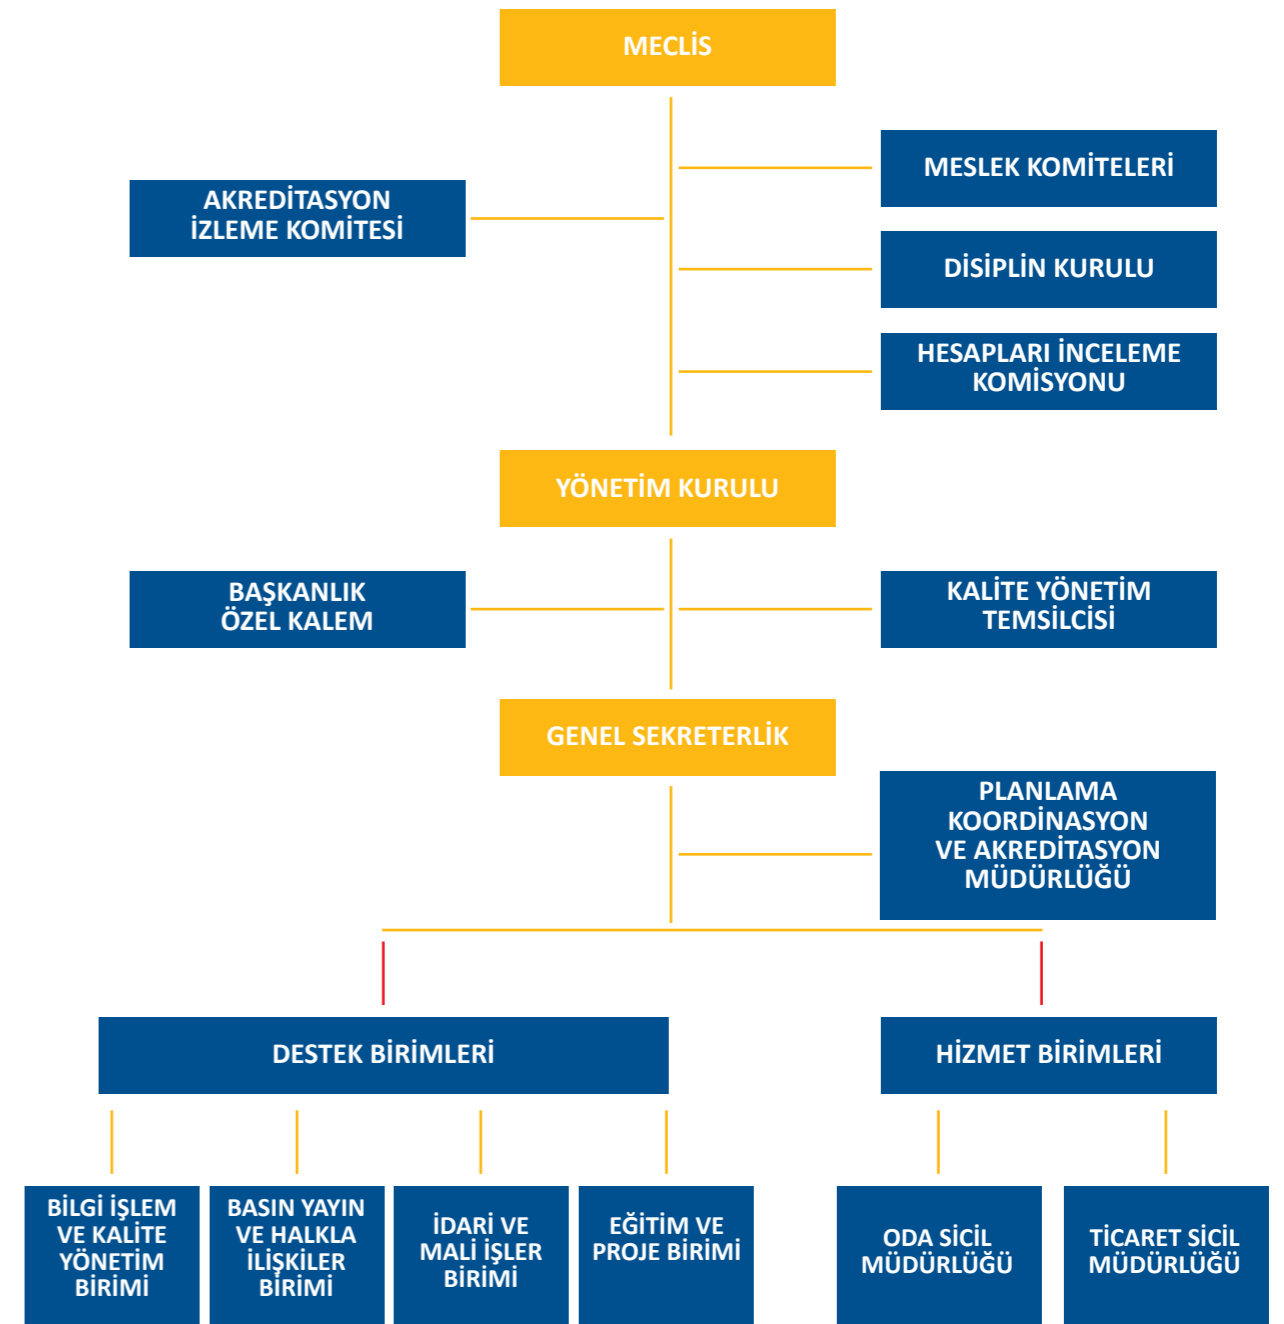 MECLİS
MESLEK KOMİTELERİ
AKREDİTASYON
İZLEME KOMİTESİ
DİSİPLİN KURULU
HESAPLARI İNCELEME
KOMİSYONU
YÖNETİM KURULU
BAŞKANLIK
ÖZEL KALEM
KALİTE YÖNETİM
TEMSİLCİSİ
GENEL SEKRETERLİK
PLANLAMA
KOORDİNASYON
VE AKREDİTASYON
MÜDÜRLÜĞÜ
DESTEK BİRİMLERİ
HİZMET BİRİMLERİ
BİLGİ İŞLEM
VE KALİTE
YÖNETİM
BİRİMİ
BASIN YAYIN
VE HALKLA
İLİŞKİLER
BİRİMİ
İDARİ VE
MALİ İŞLER
BİRİMİ
EĞİTİM VE
PROJE BİRİMİ
ODA SİCİL
MÜDÜRLÜĞÜ
TİCARET SİCİL
MÜDÜRLÜĞÜ